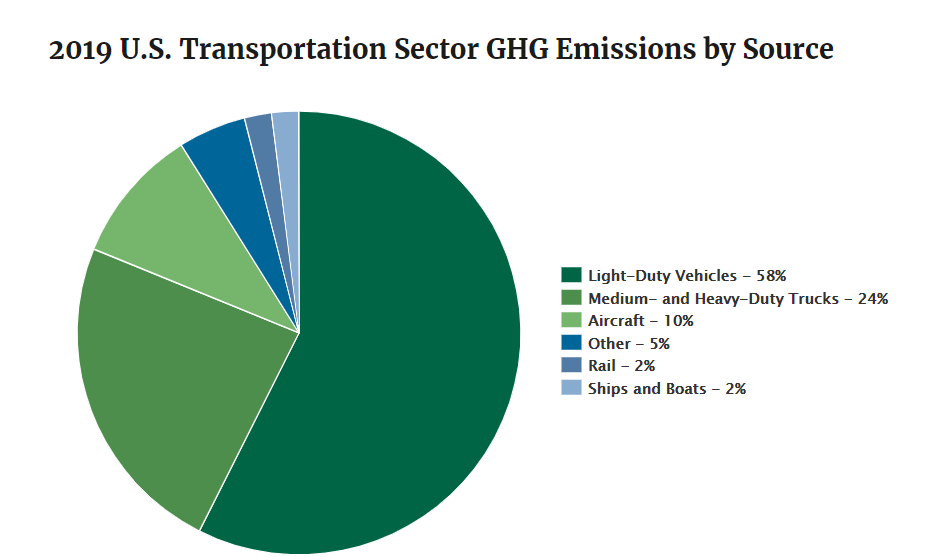 2019 U.S. Transportation Sector GHG Emissions by Source
Light-Duty Vehicles – 58%
Medium- and Heavy-Duty Trucks – 24%
Aircraft – 10%
Other – 5%
Rail – 2%
Ships and Boats – 2%